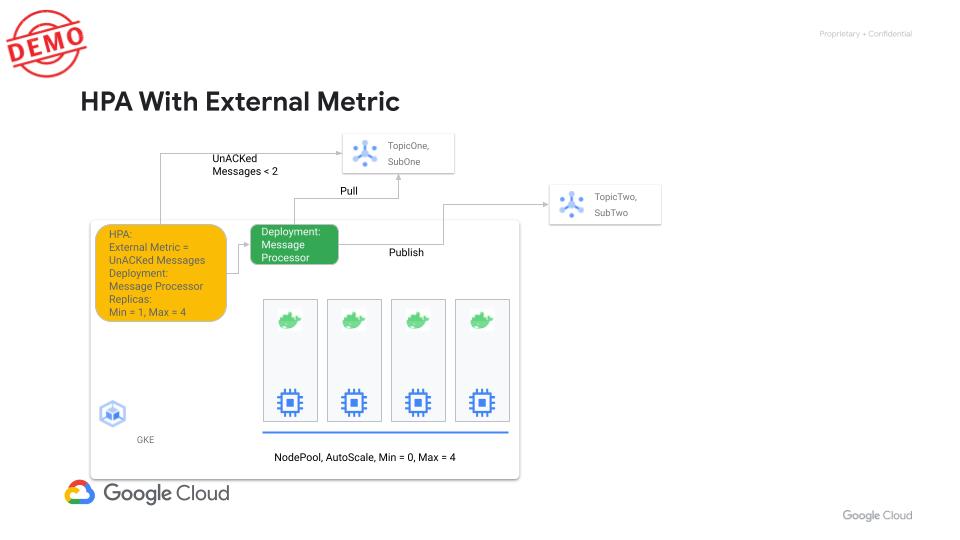 DEMO
Proprietary + Confidential
HPA With External Metric
UnACKed
Messages < 2
TopicOne,
SubOne
Pull
TopicTwo,
SubTwo
HPA:
External Metric =
UnACKed Messages
Deployment:
Message Processor
Replicas:
Min = 1, Max = 4
Deployment:
Message
Processor
Publish
GKE
NodePool, AutoScale, Min = 0, Max = 4
Google Cloud
Google Cloud